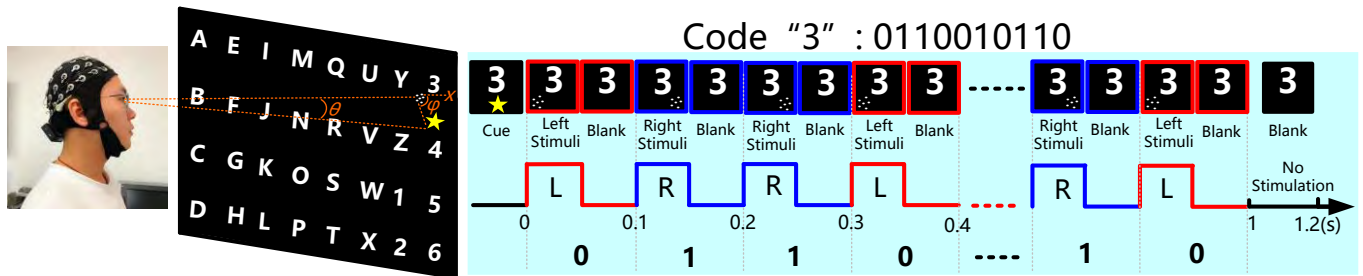 Code “3” : 0110010110
A E I M Q U Y 3
B F J N R V Z 4
C G K O S W 1 5
D H L P T X 2 6
θ φ x
3 3 3 3 3 3 3 3 3 3 3 3 3 3
Cue Left Stimuli Blank Right Stimuli Blank Right Stimuli Blank Left Stimuli Blank Right Stimuli Blank Left Stimuli Blank Blank
L R R L R L
No Stimulation
0 0.1 0.2 0.3 0.4 1 1.2(s)
0 1 1 0 1 0